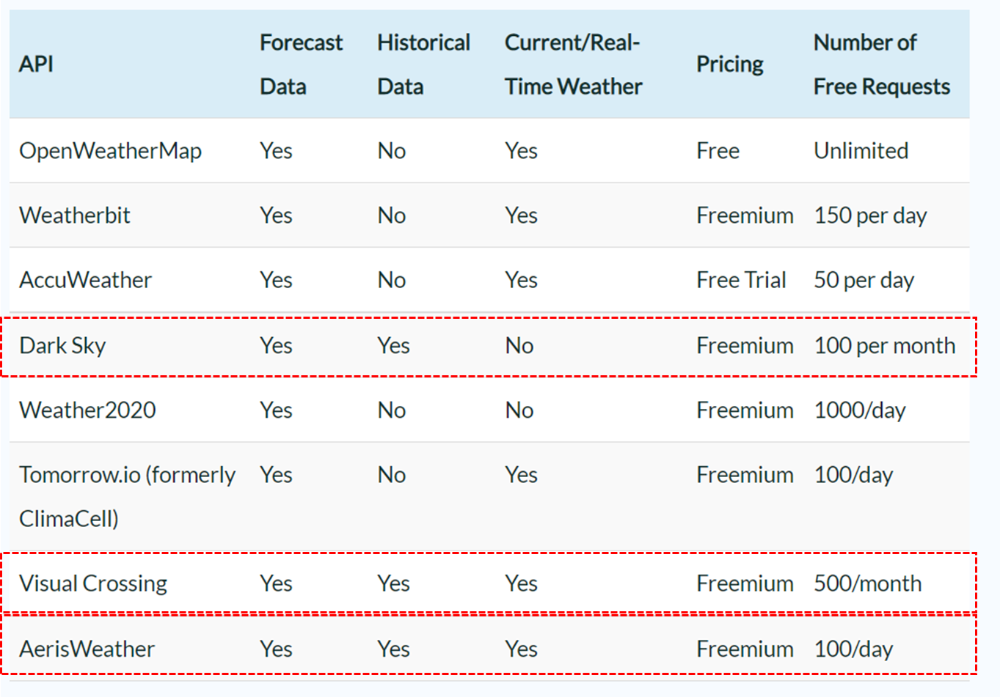 API Forecast Data Historical Data Current/Real-Time Weather Pricing Number of Free Requests
OpenWeatherMap Yes No Yes Free Unlimited
Weatherbit Yes No Yes Freemium 150 per day
AccuWeather Yes No Yes Free Trial 50 per day
Dark Sky Yes Yes No Freemium 100 per month
Weather2020 Yes No No Freemium 1000/day
Tomorrow.io (formerly ClimaCell) Yes No Yes Freemium 100/day
Visual Crossing Yes Yes Yes Freemium 500/month
AerisWeather Yes Yes Yes Freemium 100/day